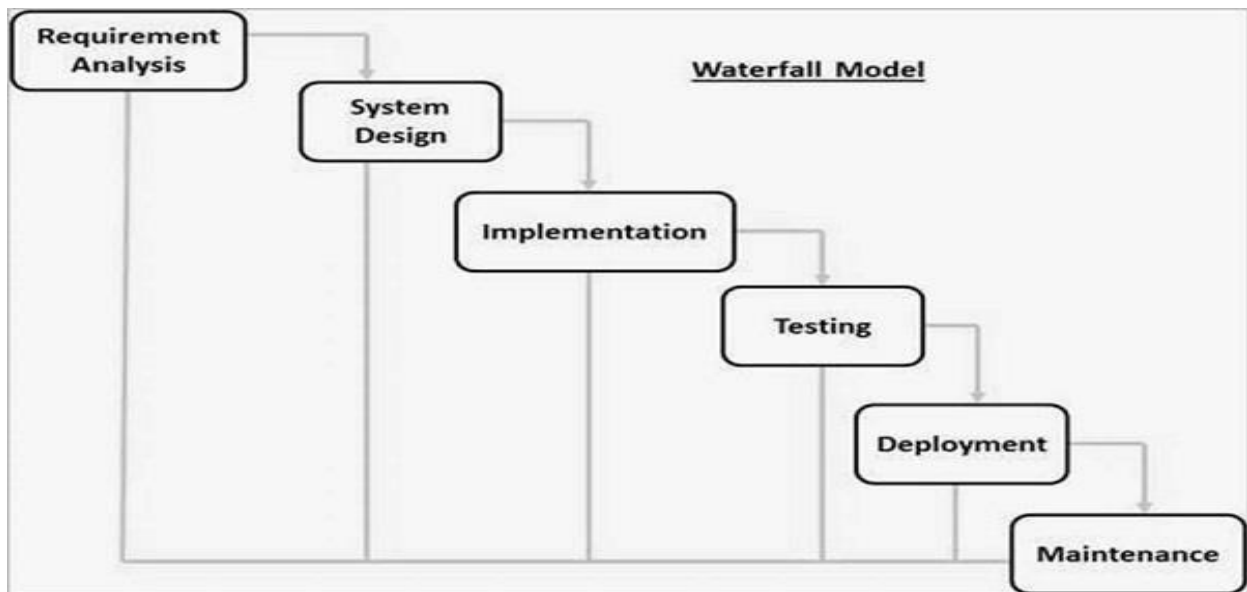 Requirement
Analysis
Waterfall Model
System
Design
Implementation
Testing
Deployment
Maintenance